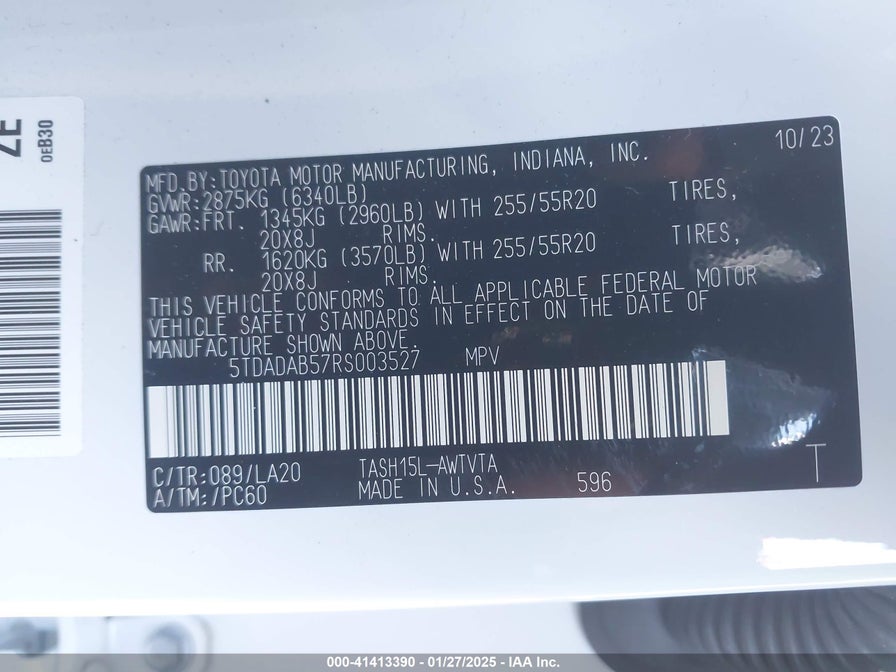 ZE
0EB30
MFD.BY:TOYOTA MOTOR MANUFACTURING, INDIANA, INC. 10/23
GVWR:2875KG (6340LB)
GAWR:FRT. 1345KG (2960LB) WITH 255/55R20 TIRES,
20X8J RIMS.
RR. 1620KG (3570LB) WITH 255/55R20 TIRES,
20X8J RIMS.
THIS VEHICLE CONFORMS TO ALL APPLICABLE FEDERAL MOTOR
VEHICLE SAFETY STANDARDS IN EFFECT ON THE DATE OF
MANUFACTURE SHOWN ABOVE.
5TDADAB57RS003527 MPV
C/TR:089/LA20 TASH15L-AWTVTA
A/TM:/PC60 MADE IN U.S.A. 596 T
000-41413390 - 01/27/2025 - IAA Inc.